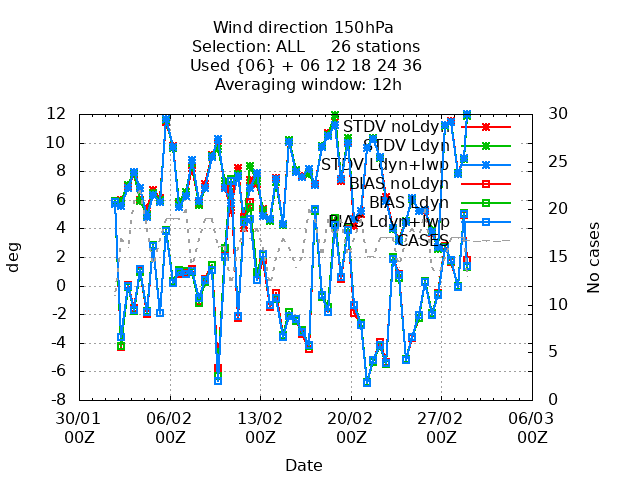 Wind direction 150hPa
Selection: ALL 26 stations
Used {06} + 06 12 18 24 36
Averaging window: 12h
STDV noLdyn
STDV Ldyn
STDV Ldyn+lwp
BIAS noLdyn
BIAS Ldyn
BIAS Ldyn+lwp
CASES
12
10
8
6
4
2
0
-2
-4
-6
-8
deg
30
25
20
15
10
5
0
No cases
30/01 06/02 13/02 20/02 27/02 06/03
00Z 00Z 00Z 00Z 00Z 00Z
Date